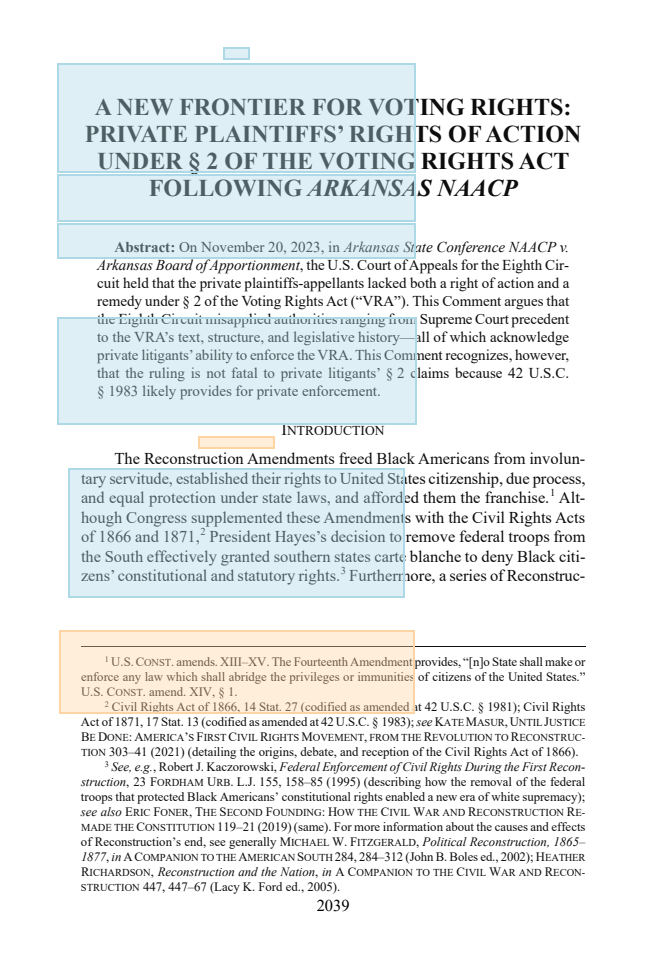 A NEW FRONTIER FOR VOTING RIGHTS:
PRIVATE PLAINTIFFS’ RIGHTS OF ACTION
UNDER § 2 OF THE VOTING RIGHTS ACT
FOLLOWING ARKANSAS NAACP
Abstract: On November 20, 2023, in Arkansas State Conference NAACP v.
Arkansas Board of Apportionment, the U.S. Court of Appeals for the Eighth Cir-
cuit held that the private plaintiffs-appellants lacked both a right of action and a
remedy under § 2 of the Voting Rights Act (“VRA”). This Comment argues that
the Eighth Circuit misapplied authorities ranging from Supreme Court precedent
to the VRA’s text, structure, and legislative history—all of which acknowledge
private litigants’ ability to enforce the VRA. This Comment recognizes, however,
that the ruling is not fatal to private litigants’ § 2 claims because 42 U.S.C.
§ 1983 likely provides for private enforcement.
INTRODUCTION
The Reconstruction Amendments freed Black Americans from involun-
tary servitude, established their rights to United States citizenship, due process,
and equal protection under state laws, and afforded them the franchise.1 Alt-
hough Congress supplemented these Amendments with the Civil Rights Acts
of 1866 and 1871,2 President Hayes’s decision to remove federal troops from
the South effectively granted southern states carte blanche to deny Black citi-
zens’ constitutional and statutory rights.3 Furthermore, a series of Reconstruc-
1 U.S. CONST. amends. XIII–XV. The Fourteenth Amendment provides, “[n]o State shall make or
enforce any law which shall abridge the privileges or immunities of citizens of the United States.”
U.S. CONST. amend. XIV, § 1.
2 Civil Rights Act of 1866, 14 Stat. 27 (codified as amended at 42 U.S.C. § 1981); Civil Rights
Act of 1871, 17 Stat. 13 (codified as amended at 42 U.S.C. § 1983); see KATE MASUR, UNTIL JUSTICE
BE DONE: AMERICA’S FIRST CIVIL RIGHTS MOVEMENT, FROM THE REVOLUTION TO RECONSTRUC-
TION 303–41 (2021) (detailing the origins, debate, and reception of the Civil Rights Act of 1866).
3 See, e.g., Robert J. Kaczorowski, Federal Enforcement of Civil Rights During the First Recon-
struction, 23 FORDHAM URB. L.J. 155, 158–85 (1995) (describing how the removal of the federal
troops that protected Black Americans’ constitutional rights enabled a new era of white supremacy);
see also ERIC FONER, THE SECOND FOUNDING: HOW THE CIVIL WAR AND RECONSTRUCTION RE-
MADE THE CONSTITUTION 119–21 (2019) (same). For more information about the causes and effects
of Reconstruction’s end, see generally MICHAEL W. FITZGERALD, Political Reconstruction, 1865–
1877, in A COMPANION TO THE AMERICAN SOUTH 284, 284–312 (John B. Boles ed., 2002); HEATHER
RICHARDSON, Reconstruction and the Nation, in A COMPANION TO THE CIVIL WAR AND RECON-
STRUCTION 447, 447–67 (Lacy K. Ford ed., 2005).
2039